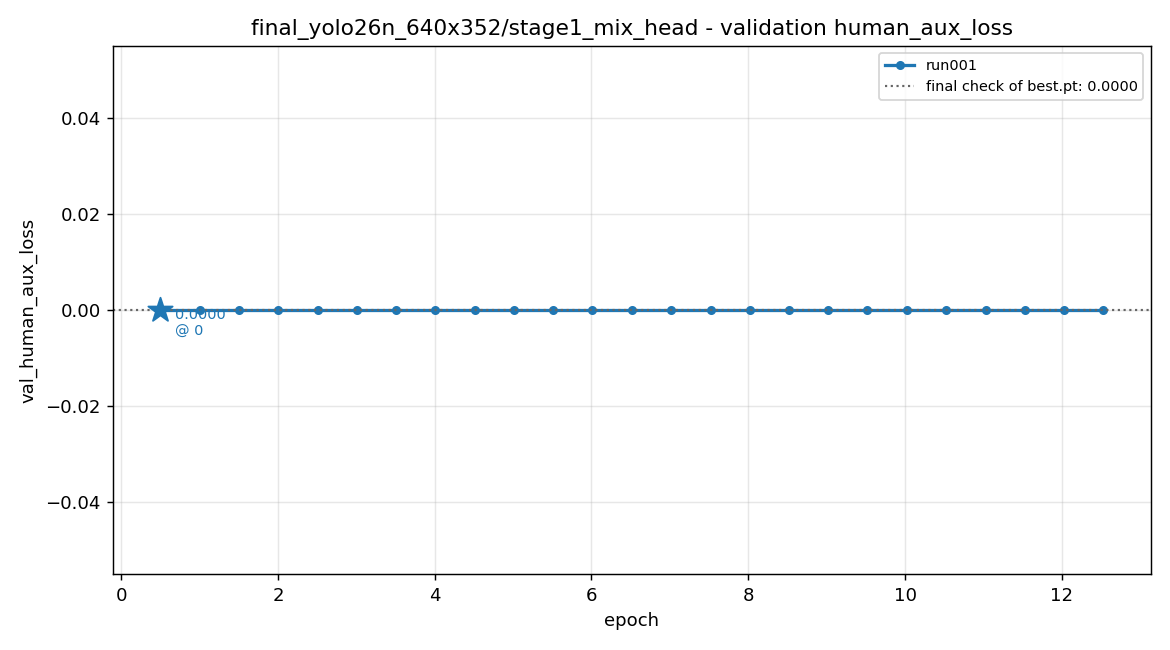 final_yolo26n_640x352/stage1_mix_head - validation human_aux_loss
run001
final check of best.pt: 0.0000
val_human_aux_loss
0.04
0.02
0.00
−0.02
−0.04
0.0000
@ 0
0 2 4 6 8 10 12
epoch